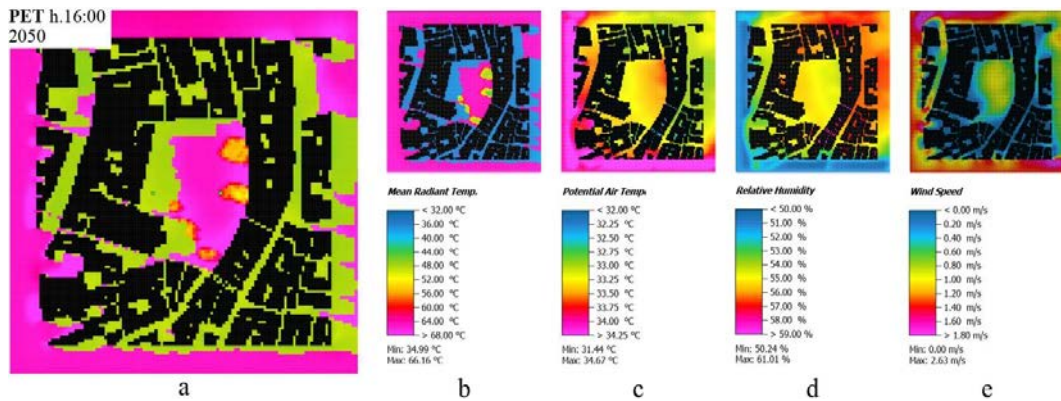 PET h.16:00
2050
Mean Radiant Temp.
< 32.00 °C
36.00 °C
40.00 °C
44.00 °C
48.00 °C
52.00 °C
56.00 °C
60.00 °C
64.00 °C
> 68.00 °C
Min: 34.99 °C
Max: 66.16 °C
Potential Air Temp.
< 32.00 °C
32.25 °C
32.50 °C
32.75 °C
33.00 °C
33.25 °C
33.50 °C
33.75 °C
34.00 °C
> 34.25 °C
Min: 31.44 °C
Max: 34.67 °C
Relative Humidity
< 50.00 %
51.00 %
52.00 %
53.00 %
54.00 %
55.00 %
56.00 %
57.00 %
58.00 %
> 59.00 %
Min: 50.24 %
Max: 61.01 %
Wind Speed
< 0.00 m/s
0.20 m/s
0.40 m/s
0.60 m/s
0.80 m/s
1.00 m/s
1.20 m/s
1.40 m/s
1.60 m/s
> 1.80 m/s
Min: 0.00 m/s
Max: 2.63 m/s
a
b
c
d
e